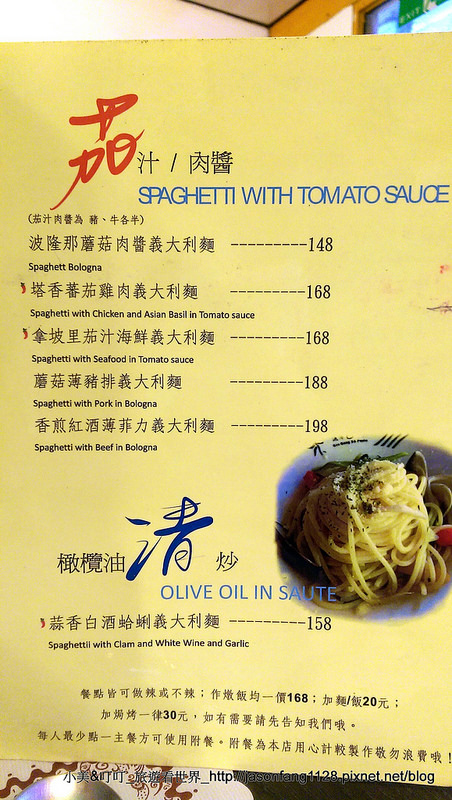 EXIT
茄汁 / 肉醬
SPAGHETTI WITH TOMATO SAUCE
(茄汁肉醬為 豬、牛各半)
波隆那蘑菇肉醬義大利麵 ---------148
Spaghett Bologna
塔香蕃茄雞肉義大利麵 ---------168
Spaghetti with Chicken and Asian Basil in Tomato sauce
拿坡里茄汁海鮮義大利麵 ---------168
Spaghetti with Seafood in Tomato sauce
蘑菇薄豬排義大利麵 ---------188
Spaghetti with Pork in Bologna
香煎紅酒薄菲力義大利麵 ---------198
Spaghetti with Beef in Bologna
橄欖油清炒
OLIVE OIL IN SAUTE
蒜香白酒蛤蜊義大利麵 ---------158
Spaghettii with Clam and White Wine and Garlic
餐點皆可做辣或不辣；作燉飯均一價168；加麵/飯20元；
加焗烤一律30元，如有需要請先告知我們哦。
每人最少點一主餐方可使用附餐。附餐為本店用心計較製作敬勿浪費哦！
小美&叮叮_旅遊看世界_http://jasonfang1128.pixnet.net/blog